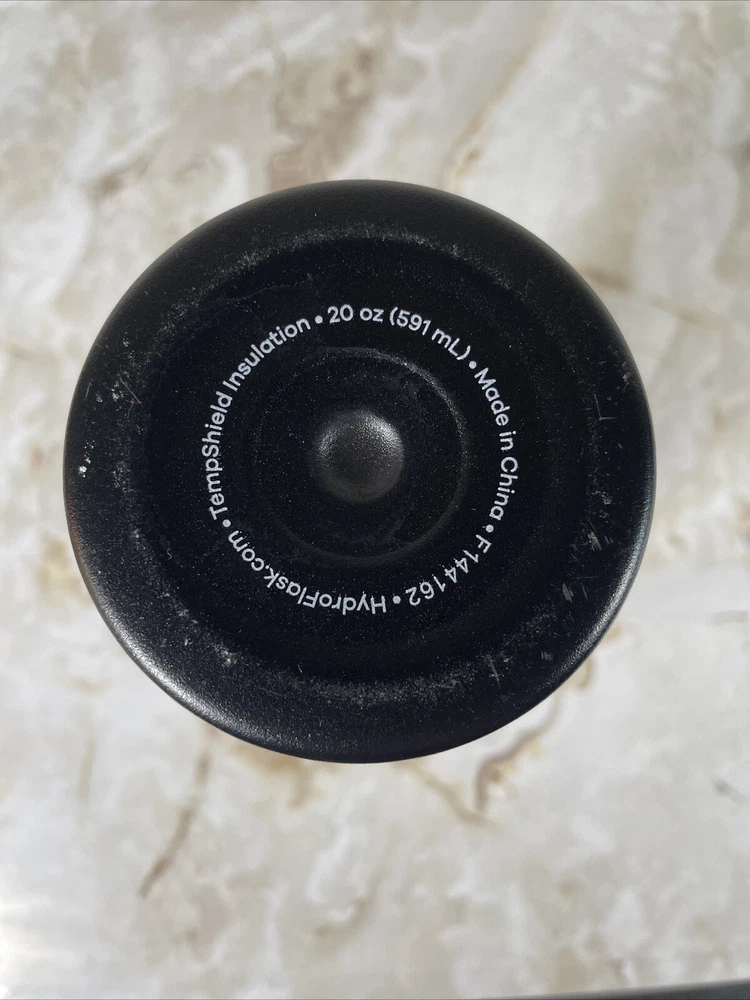 TempShield Insulation • 20 oz (591 mL) • Made in China • F144162 • HydroFlask.com •